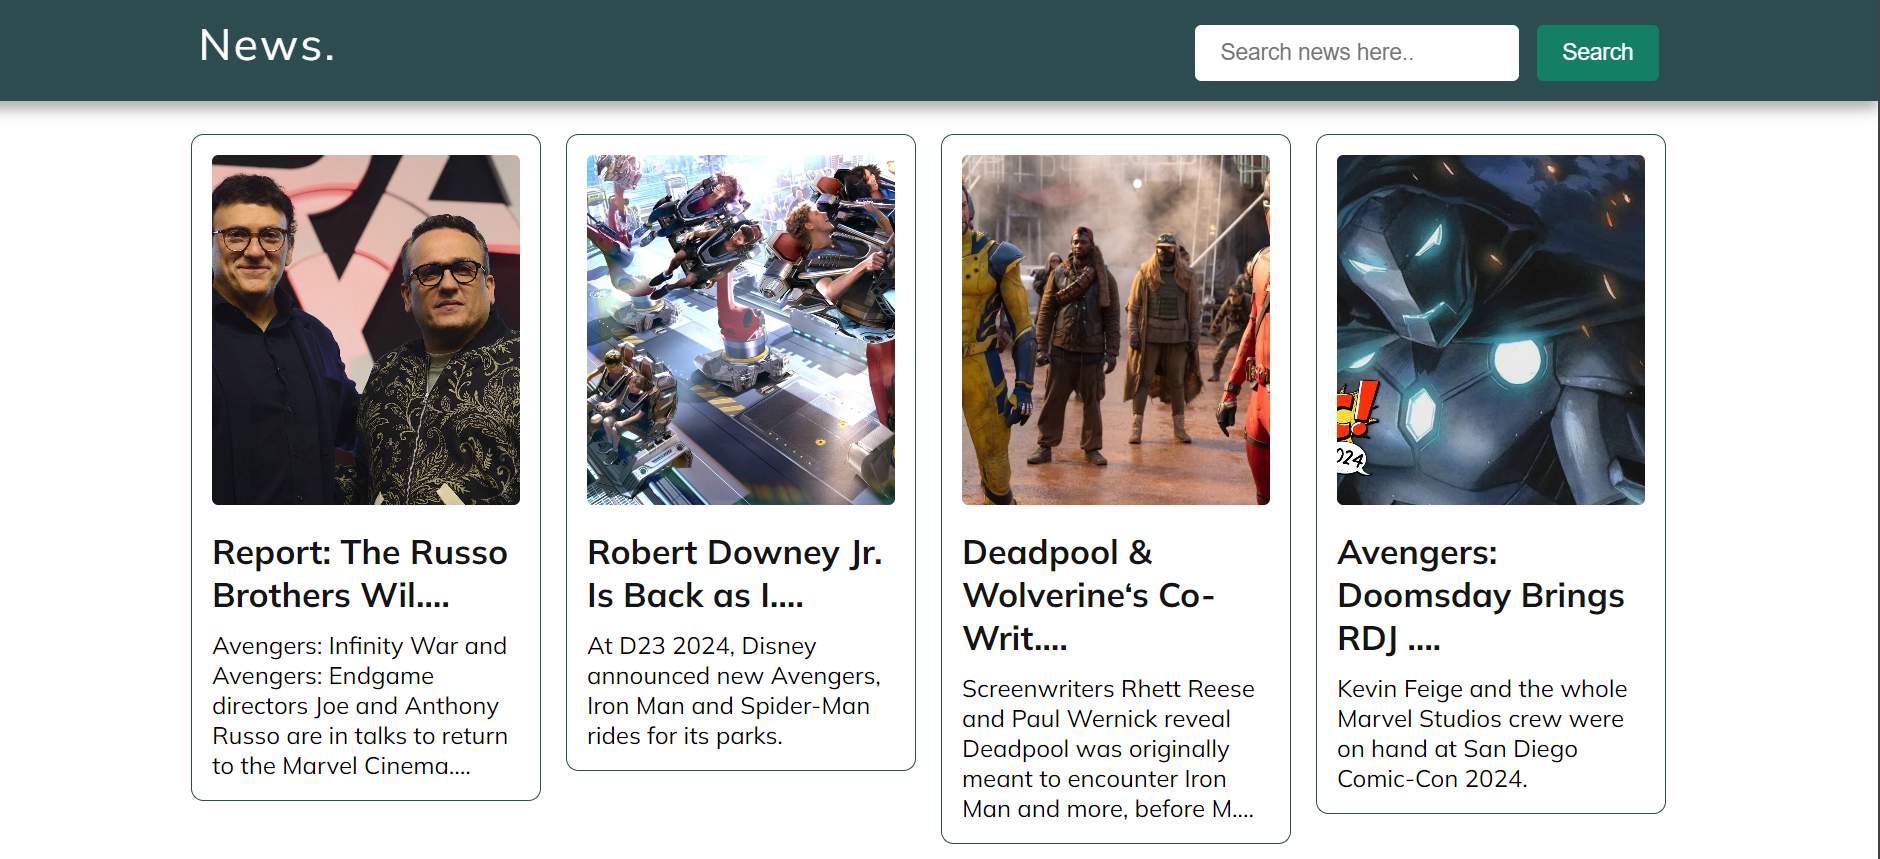 News.
Search news here..
Search
Report: The Russo
Brothers Wil....
Avengers: Infinity War and
Avengers: Endgame
directors Joe and Anthony
Russo are in talks to return
to the Marvel Cinema....
Robert Downey Jr.
Is Back as I....
At D23 2024, Disney
announced new Avengers,
Iron Man and Spider-Man
rides for its parks.
Deadpool &
Wolverine‘s Co-
Writ....
Screenwriters Rhett Reese
and Paul Wernick reveal
Deadpool was originally
meant to encounter Iron
Man and more, before M....
024
Avengers:
Doomsday Brings
RDJ ....
Kevin Feige and the whole
Marvel Studios crew were
on hand at San Diego
Comic-Con 2024.